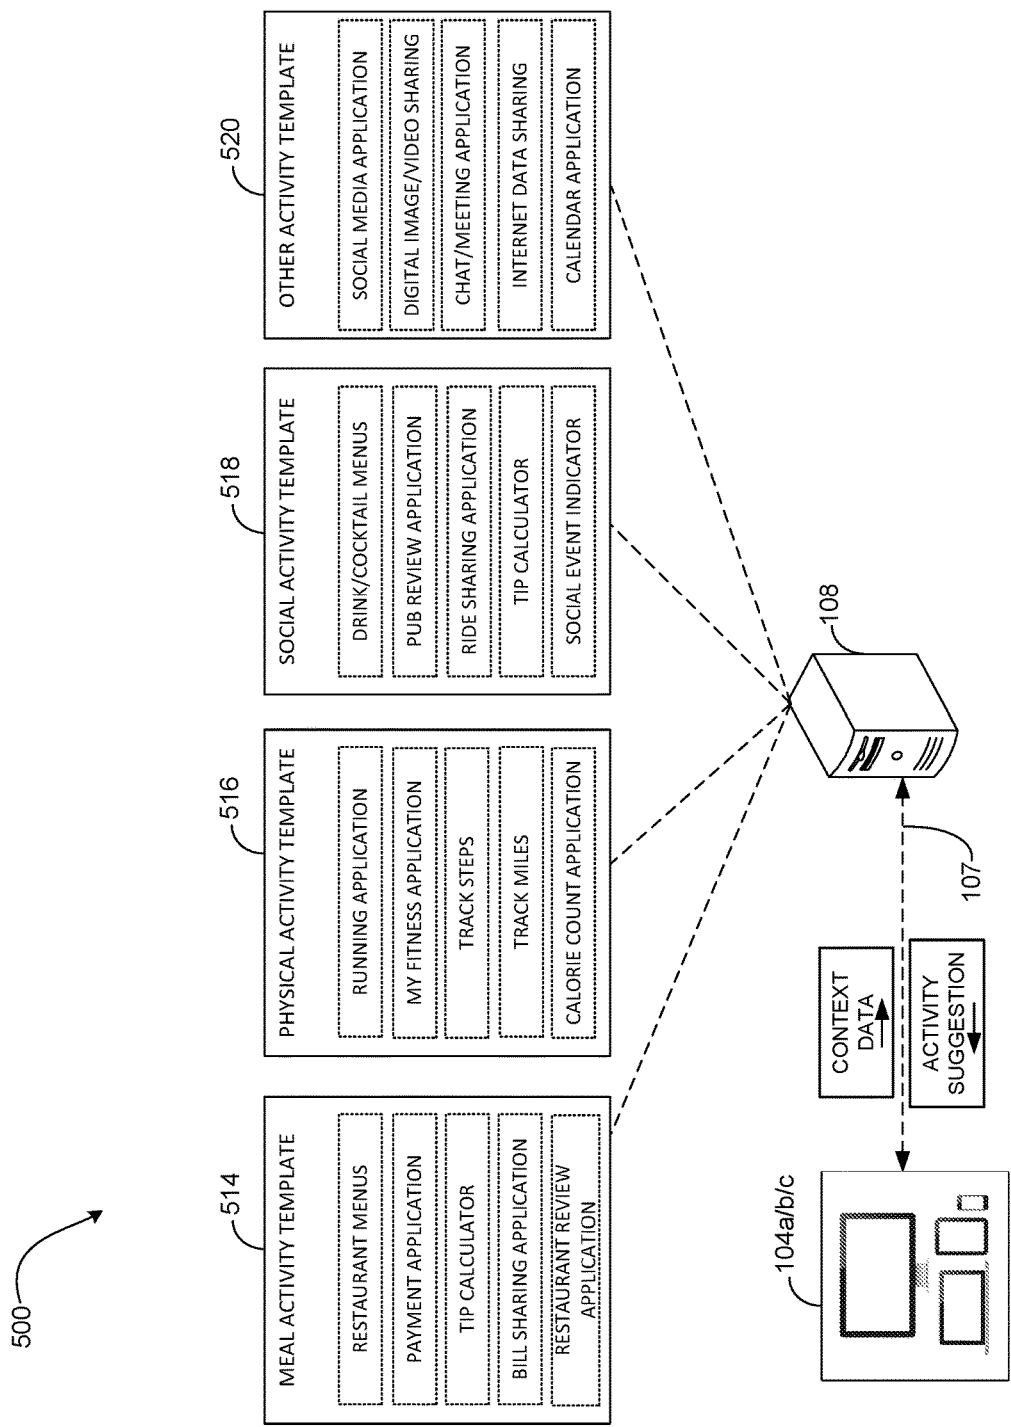 500
514
MEAL ACTIVITY TEMPLATE
RESTAURANT MENUS
PAYMENT APPLICATION
TIP CALCULATOR
BILL SHARING APPLICATION
RESTAURANT REVIEW
APPLICATION
516
PHYSICAL ACTIVITY TEMPLATE
RUNNING APPLICATION
MY FITNESS APPLICATION
TRACK STEPS
TRACK MILES
CALORIE COUNT APPLICATION
518
SOCIAL ACTIVITY TEMPLATE
DRINK/COCKTAIL MENUS
PUB REVIEW APPLICATION
RIDE SHARING APPLICATION
TIP CALCULATOR
SOCIAL EVENT INDICATOR
520
OTHER ACTIVITY TEMPLATE
SOCIAL MEDIA APPLICATION
DIGITAL IMAGE/VIDEO SHARING
CHAT/MEETING APPLICATION
INTERNET DATA SHARING
CALENDAR APPLICATION
104a/b/c
CONTEXT
DATA
ACTIVITY
SUGGESTION
107
108